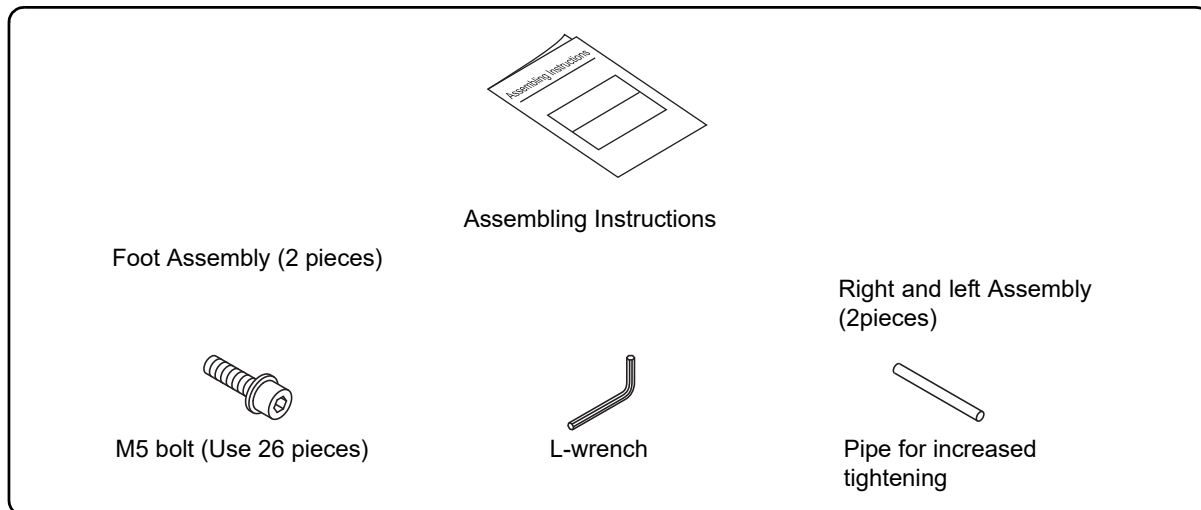 Assembling Instructions
Assembling Instructions
Foot Assembly (2 pieces)
Right and left Assembly
(2pieces)
M5 bolt (Use 26 pieces)
L-wrench
Pipe for increased
tightening